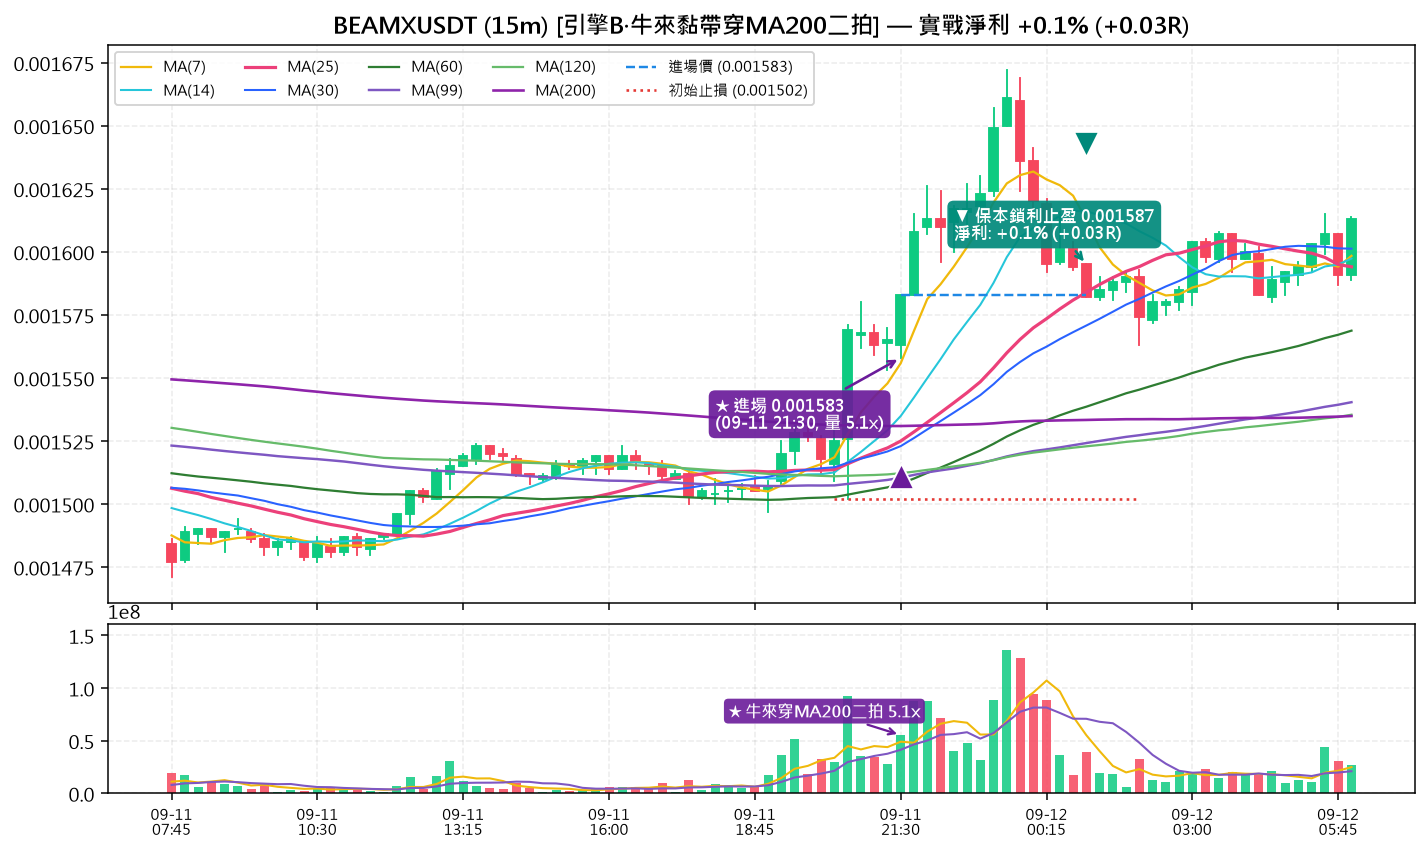 BEAMXUSDT (15m) [引擎B·牛來黏帶穿MA200二拍] — 實戰淨利 +0.1% (+0.03R)
MA(7) MA(25) MA(60) MA(120) 進場價 (0.001583)
MA(14) MA(30) MA(99) MA(200) 初始止損 (0.001502)
0.001675
0.001650
0.001625
0.001600
0.001575
0.001550
0.001525
0.001500
0.001475
▼ 保本鎖利止盈 0.001587
淨利: +0.1% (+0.03R)
★ 進場 0.001583
(09-11 21:30, 量 5.1x)
1e8
1.5
1.0
0.5
0.0
★ 牛來穿MA200二拍 5.1x
09-11 09-11 09-11 09-11 09-11 09-11 09-12 09-12 09-12
07:45 10:30 13:15 16:00 18:45 21:30 00:15 03:00 05:45